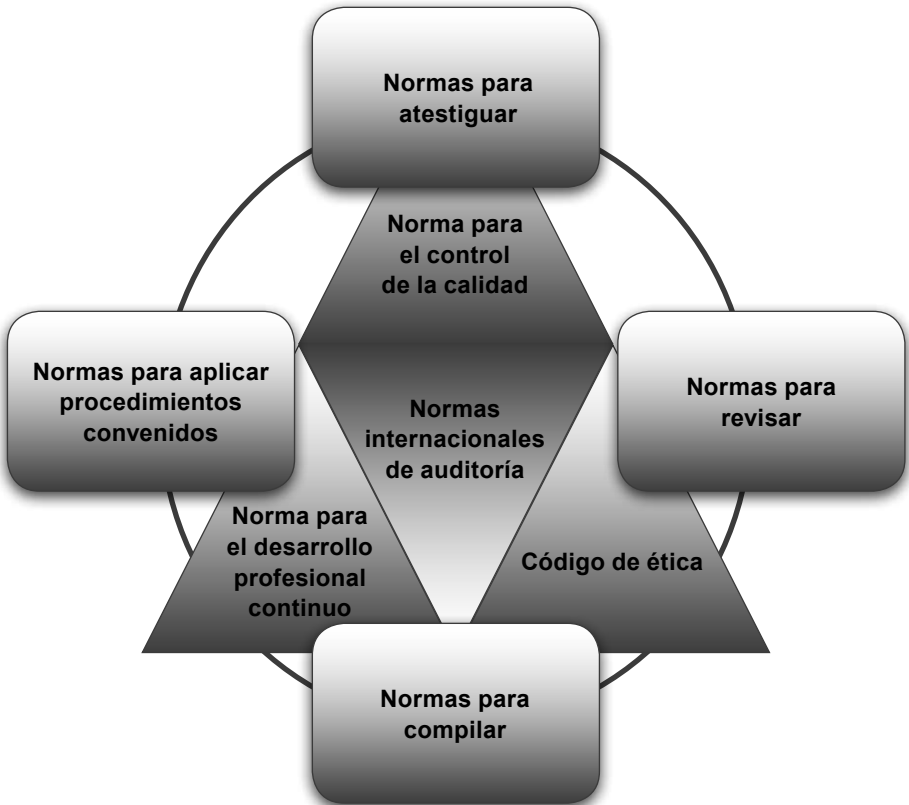 Normas para
atestiguar
Norma para
el control
de la calidad
Normas para aplicar
procedimientos
convenidos
Normas
internacionales
de auditoría
Normas para
revisar
Norma para
el desarrollo
profesional
continuo
Código de ética
Normas para
compilar